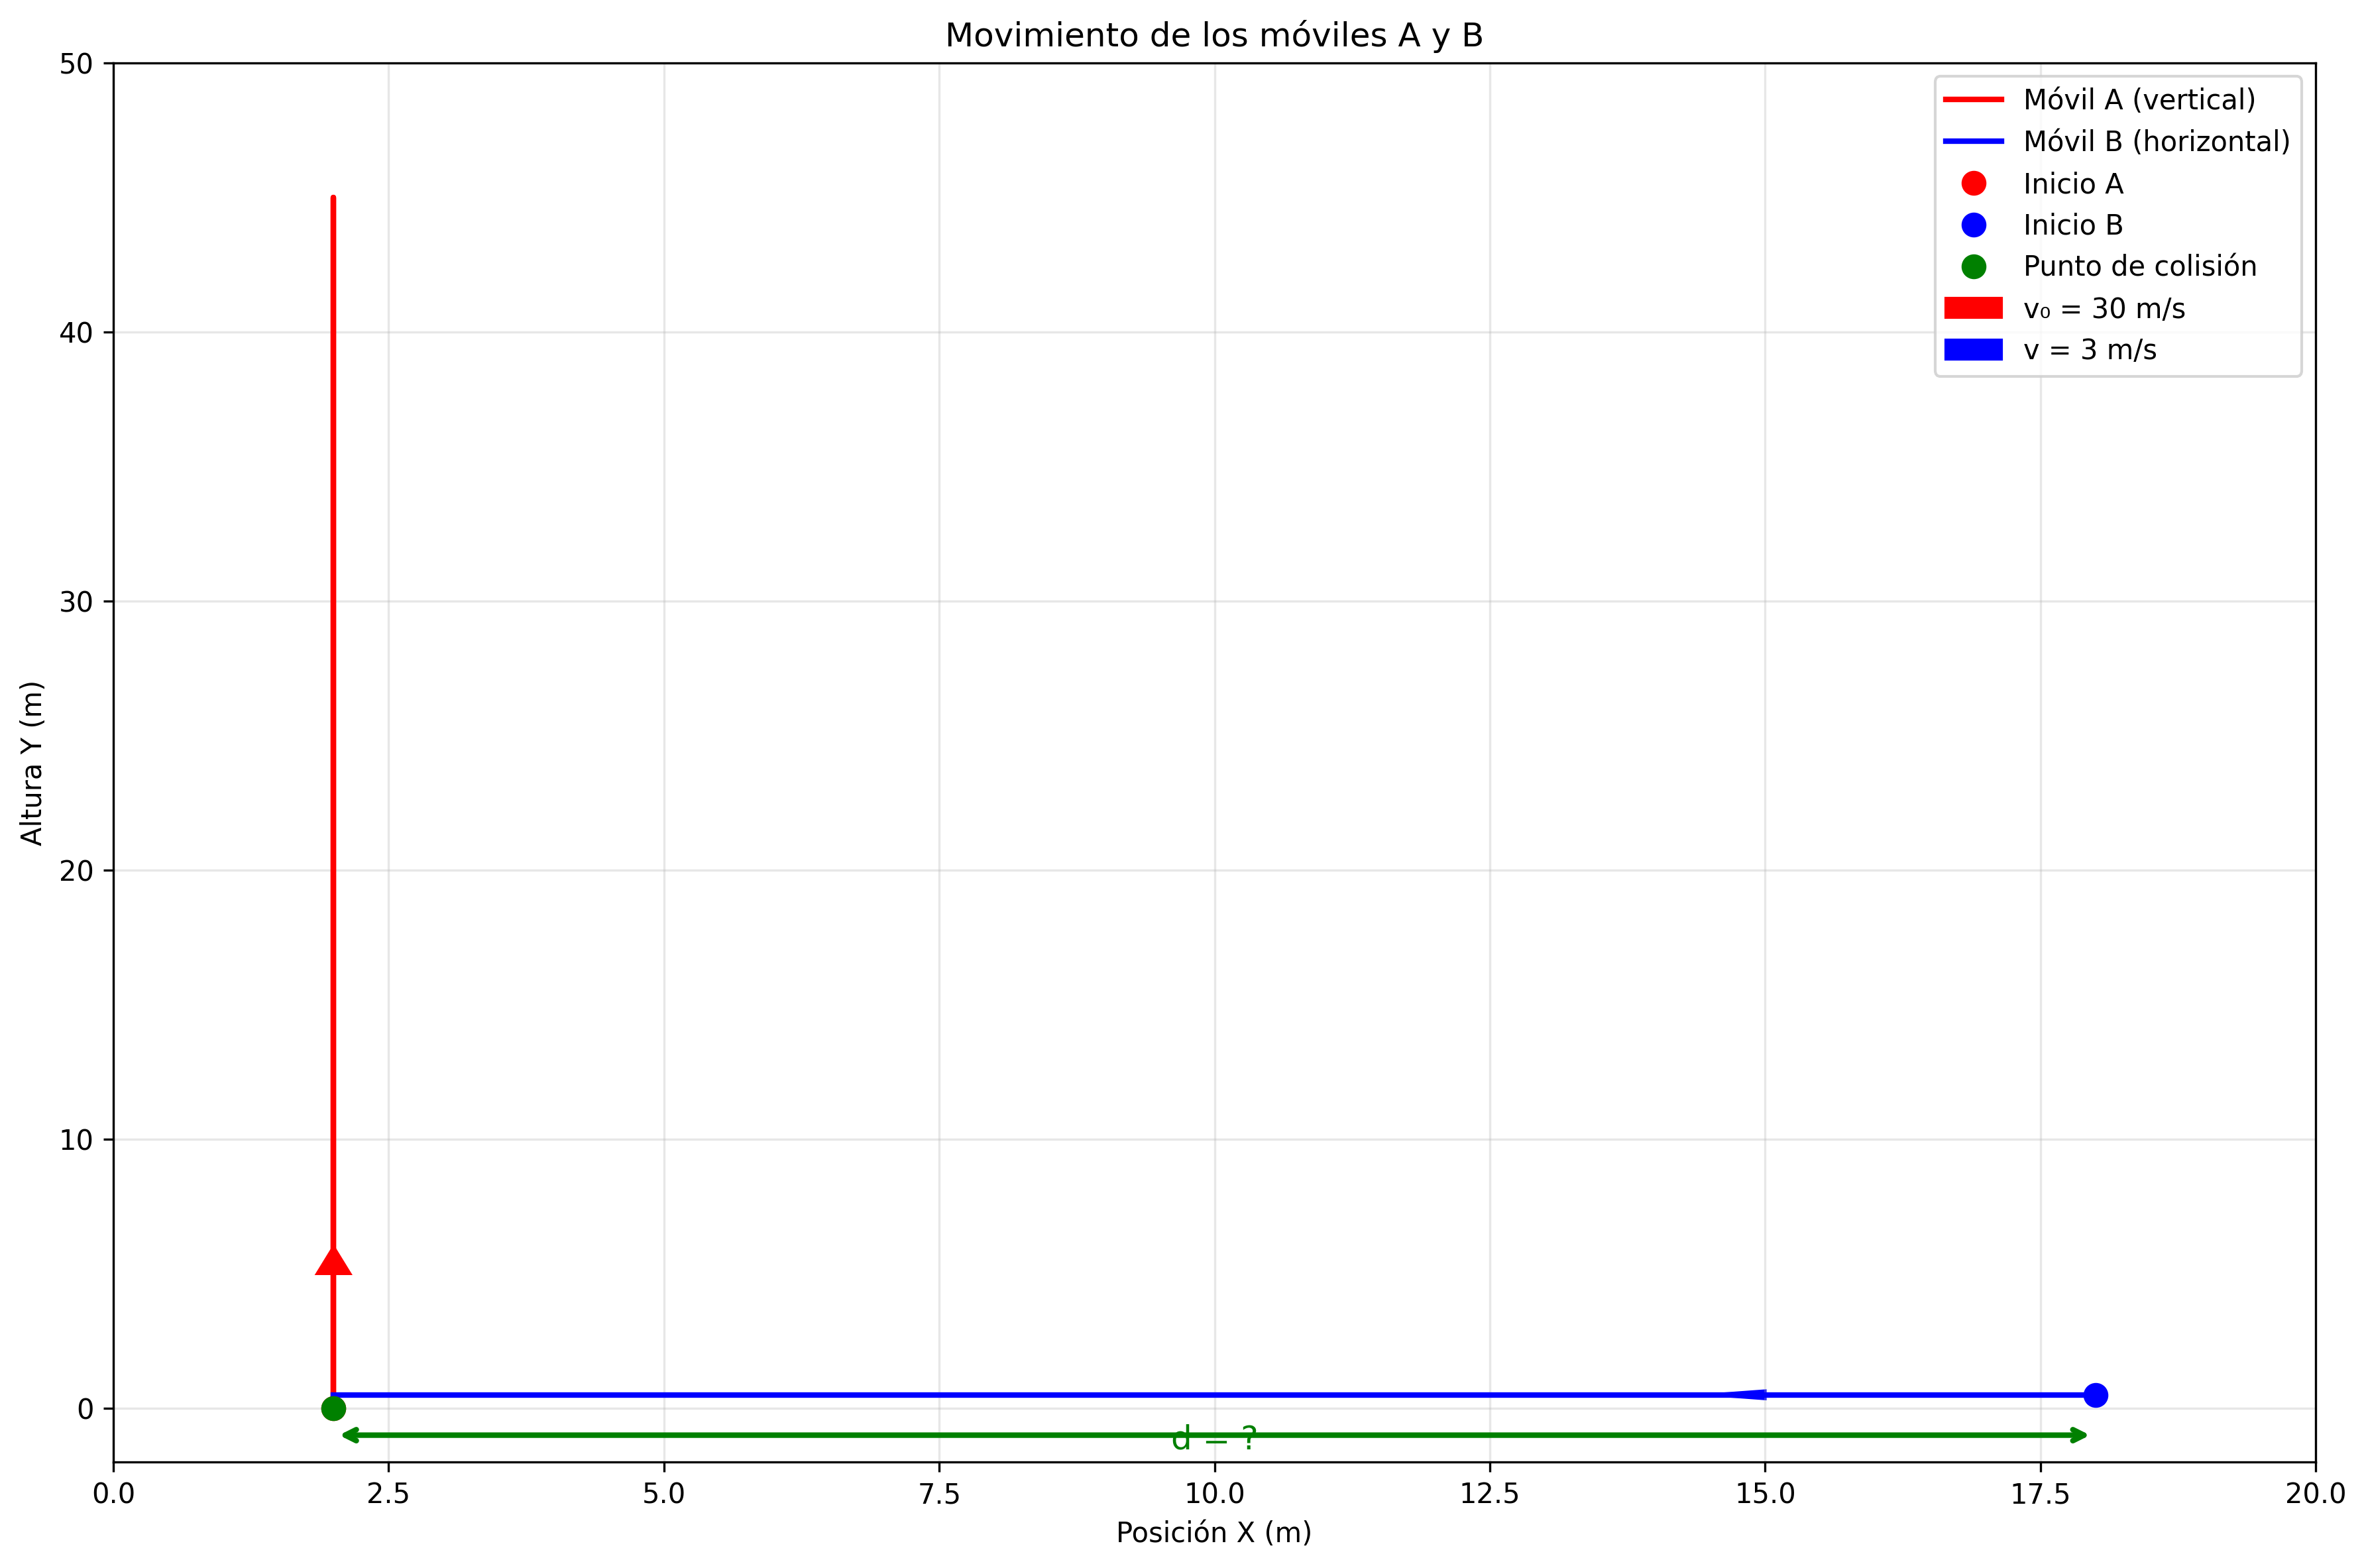 Movimiento de los móviles A y B
Móvil A (vertical)
Móvil B (horizontal)
Inicio A
Inicio B
Punto de colisión
v₀ = 30 m/s
v = 3 m/s
50
40
30
20
10
0
Altura Y (m)
d = ?
0.0
2.5
5.0
7.5
10.0
12.5
15.0
17.5
20.0
Posición X (m)